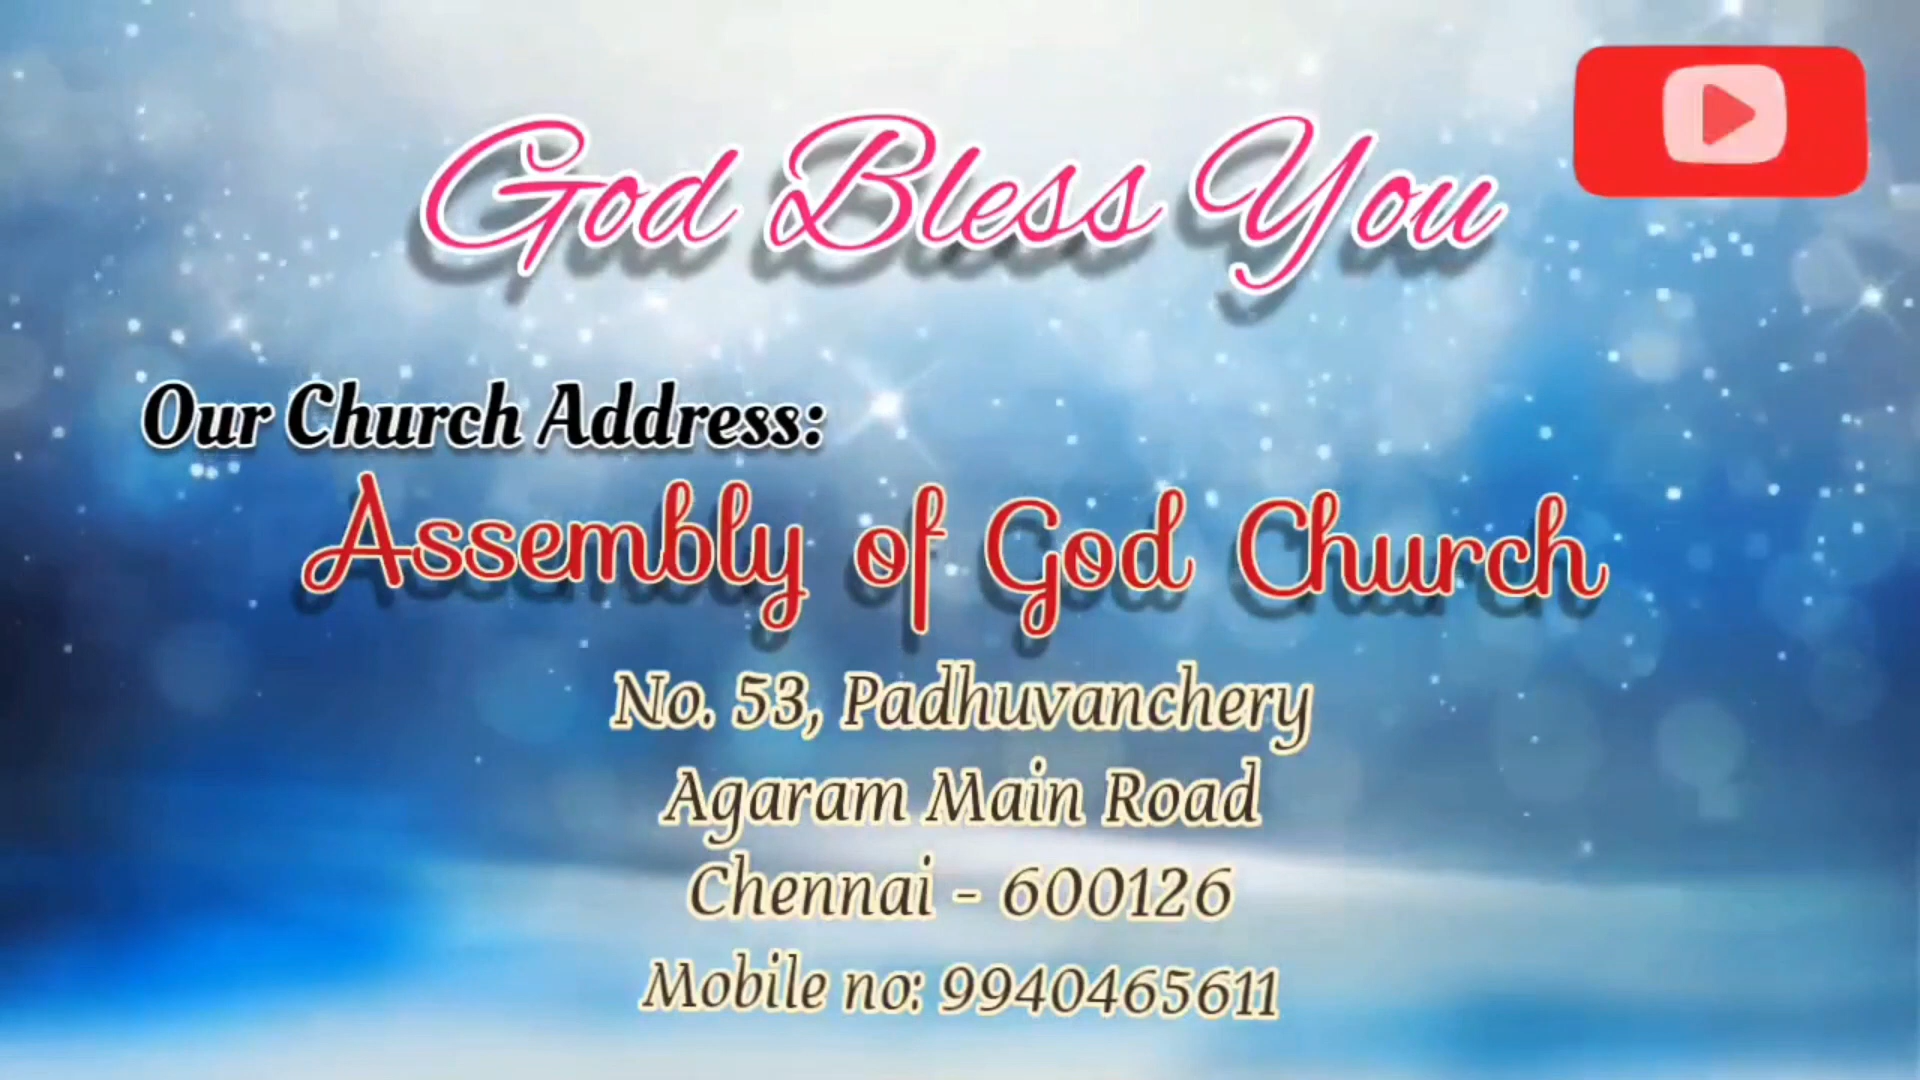 God Bless You
Our Church Address:
Assembly of God Church
No. 53, Padhuvanchery
Agaram Main Road
Chennai - 600126
Mobile no: 9940465611